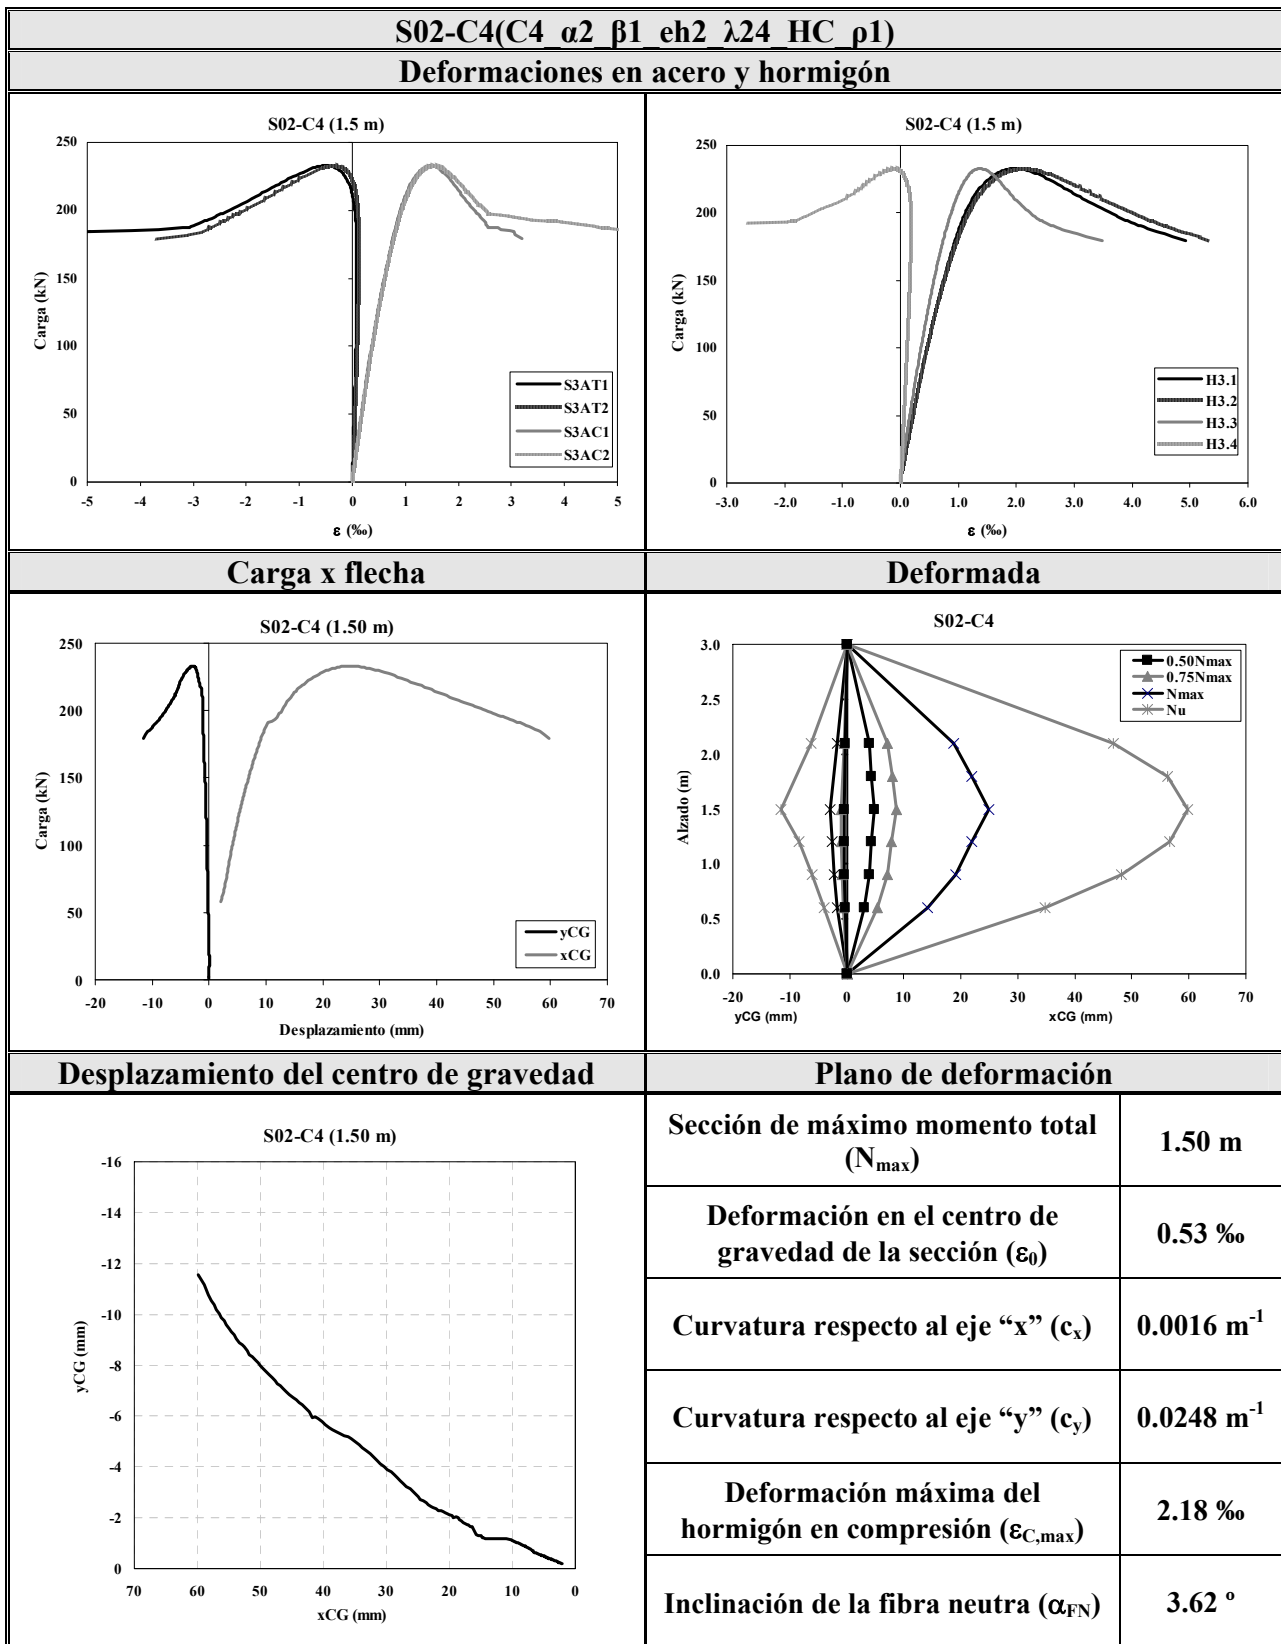 S02-C4(C4_α2_β1_eh2_λ24_HC_ρ1)
Deformaciones en acero y hormigón
S02-C4 (1.5 m)
250
200
150
100
50
0
Carga (kN)
-5 -4 -3 -2 -1 0 1 2 3 4 5
ε (‰)
S3AT1
S3AT2
S3AC1
S3AC2
S02-C4 (1.5 m)
250
200
150
100
50
0
Carga (kN)
-3.0 -2.0 -1.0 0.0 1.0 2.0 3.0 4.0 5.0 6.0
ε (‰)
H3.1
H3.2
H3.3
H3.4
Carga x flecha
Deformada
S02-C4 (1.50 m)
250
200
150
100
50
0
Carga (kN)
-20 -10 0 10 20 30 40 50 60 70
Desplazamiento (mm)
yCG
xCG
S02-C4
3.0
2.5
2.0
1.5
1.0
0.5
0.0
Alzado (m)
-20 -10 0 10 20 30 40 50 60 70
yCG (mm) xCG (mm)
0.50Nmax
0.75Nmax
Nmax
Nu
Desplazamiento del centro de gravedad
Plano de deformación
S02-C4 (1.50 m)
-16
-14
-12
-10
-8
-6
-4
-2
0
yCG (mm)
70 60 50 40 30 20 10 0
xCG (mm)
Sección de máximo momento total
(Nmax)
1.50 m
Deformación en el centro de
gravedad de la sección (ε0)
0.53 ‰
Curvatura respecto al eje “x” (cx)
0.0016 m-1
Curvatura respecto al eje “y” (cy)
0.0248 m-1
Deformación máxima del
hormigón en compresión (εC,max)
2.18 ‰
Inclinación de la fibra neutra (αFN)
3.62 º